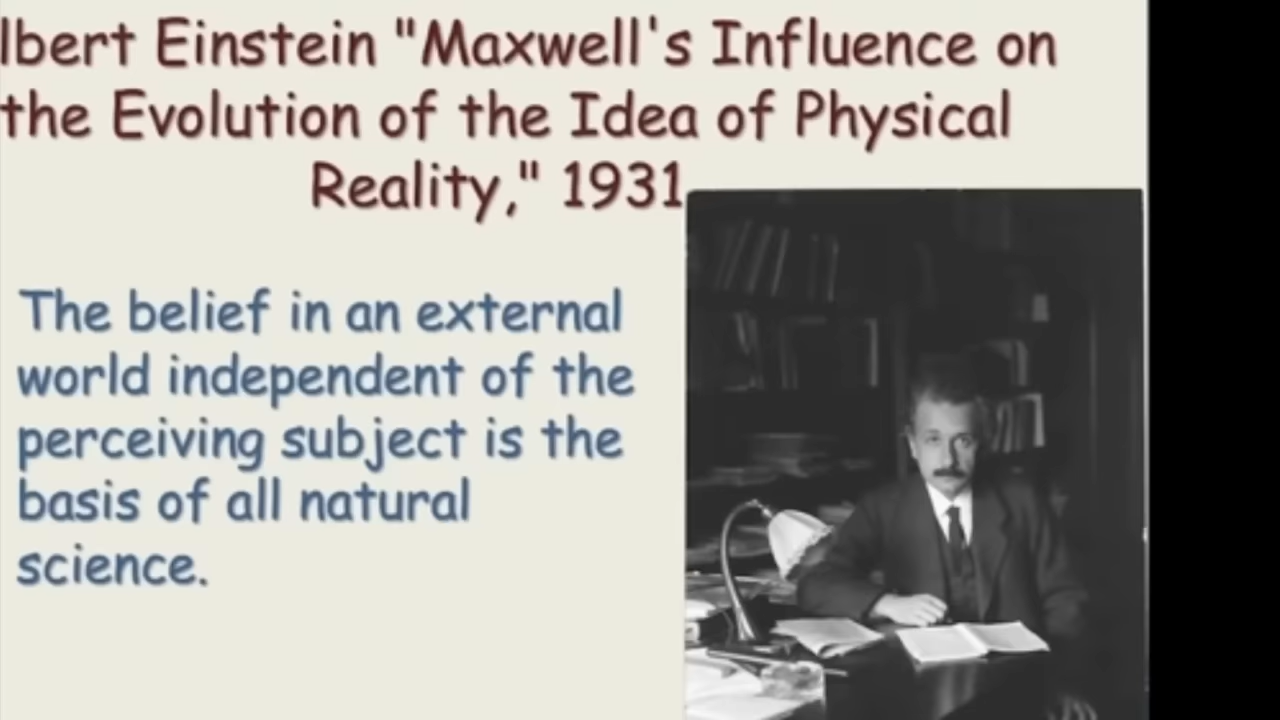 lbert Einstein "Maxwell's Influence on
the Evolution of the Idea of Physical
Reality," 1931
The belief in an external
world independent of the
perceiving subject is the
basis of all natural
science.